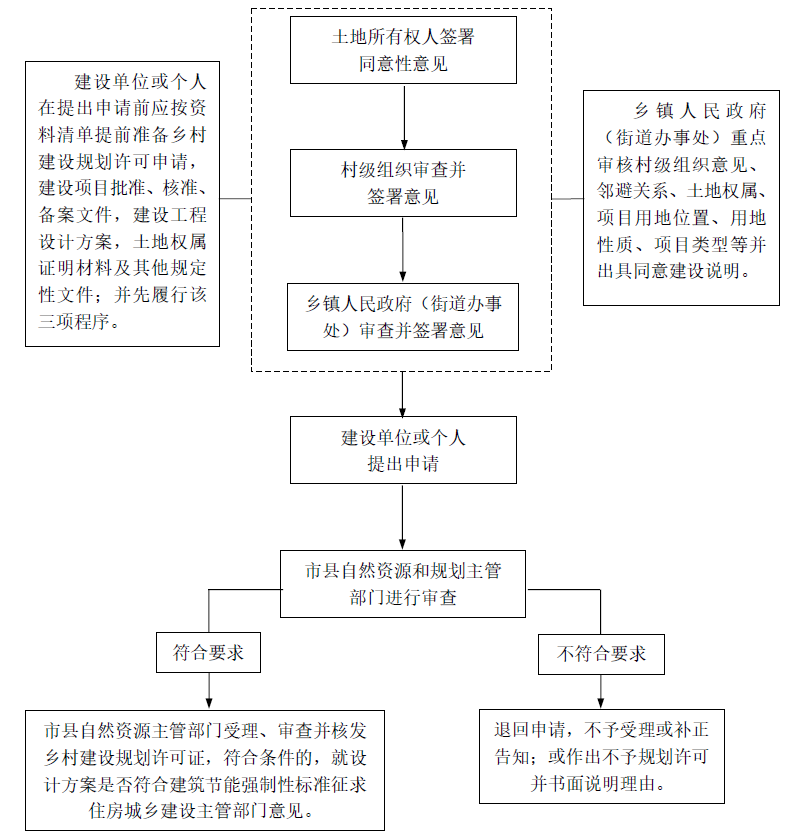 土地所有权人签署
同意性意见
建设单位或个人
在提出申请前应按资
料清单提前准备乡村
建设规划许可申请,
建设项目批准、核准、
备案文件，建设工程
设计方案，土地权属
证明材料及其他规定
性文件；并先履行该
三项程序。
村级组织审查并
签署意见
乡镇人民政府
（街道办事处）重点
审核村级组织意见、
邻避关系、土地权属、
项目用地位置、用地
性质、项目类型等并
出具同意建设说明。
乡镇人民政府（街道办事
处）审查并签署意见
建设单位或个人
提出申请
市县自然资源和规划主管
部门进行审查
符合要求
不符合要求
市县自然资源主管部门受理、审查并核发
乡村建设规划许可证，符合条件的，就设
计方案是否符合建筑节能强制性标准征求
住房城乡建设主管部门意见。
退回申请，不予受理或补正
告知；或作出不予规划许可
并书面说明理由。